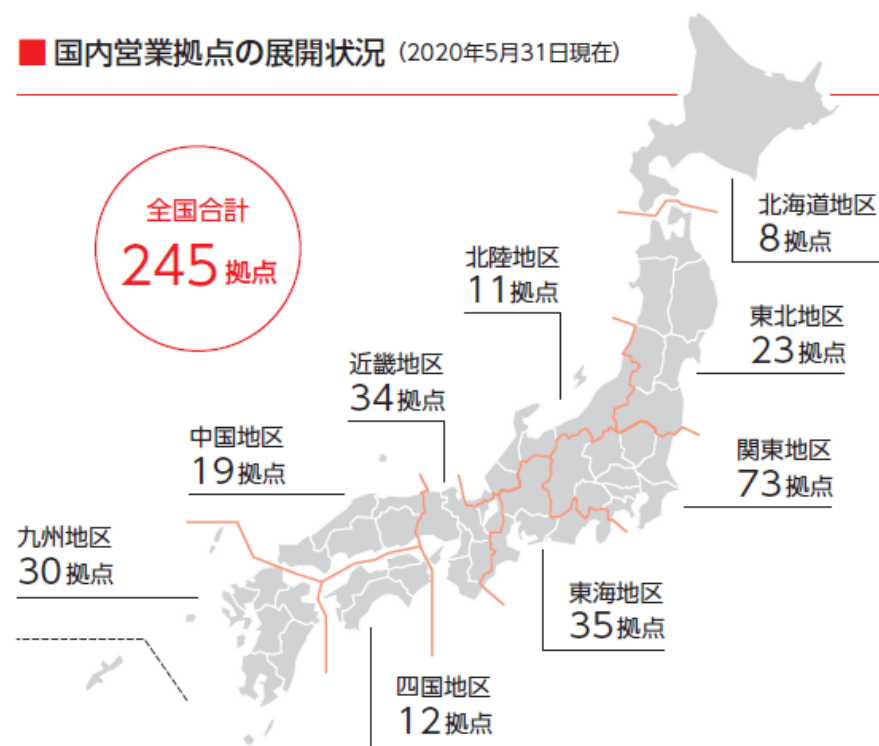 ■ 国内営業拠点の展開状況（2020年5月31日現在）
全国合計
245拠点
北海道地区
8拠点
北陸地区
11拠点
東北地区
23拠点
近畿地区
34拠点
中国地区
19拠点
関東地区
73拠点
九州地区
30拠点
東海地区
35拠点
四国地区
12拠点